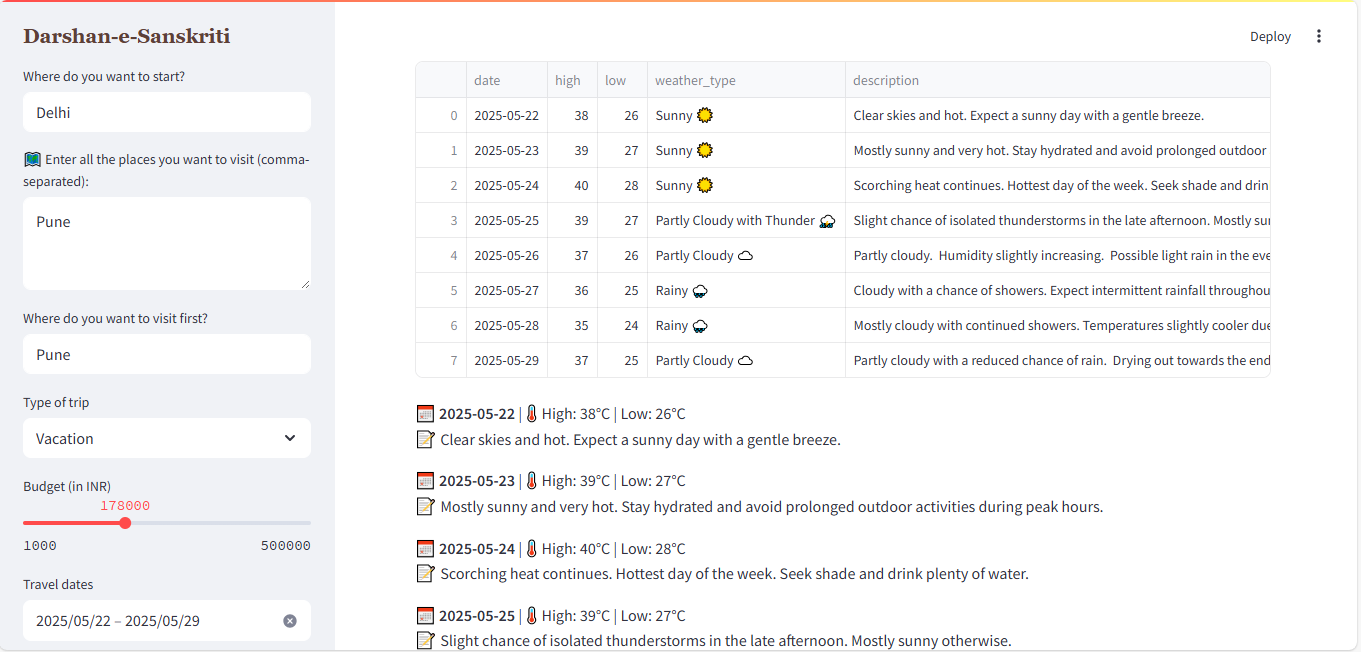 Darshan-e-Sanskriti
Where do you want to start?
Delhi
🗺️ Enter all the places you want to visit (comma-
separated):
Pune
Where do you want to visit first?
Pune
Type of trip
Vacation
Budget (in INR)
178000
1000 500000
Travel dates
2025/05/22 – 2025/05/29
Deploy
date high low weather_type description
0 2025-05-22 38 26 Sunny ☀️ Clear skies and hot. Expect a sunny day with a gentle breeze.
1 2025-05-23 39 27 Sunny ☀️ Mostly sunny and very hot. Stay hydrated and avoid prolonged outdoor
2 2025-05-24 40 28 Sunny ☀️ Scorching heat continues. Hottest day of the week. Seek shade and drin
3 2025-05-25 39 27 Partly Cloudy with Thunder ⛈️ Slight chance of isolated thunderstorms in the late afternoon. Mostly sur
4 2025-05-26 37 26 Partly Cloudy ☁️ Partly cloudy. Humidity slightly increasing. Possible light rain in the eve
5 2025-05-27 36 25 Rainy 🌧️ Cloudy with a chance of showers. Expect intermittent rainfall throughou
6 2025-05-28 35 24 Rainy 🌧️ Mostly cloudy with continued showers. Temperatures slightly cooler due
7 2025-05-29 37 25 Partly Cloudy ☁️ Partly cloudy with a reduced chance of rain. Drying out towards the end
📅 2025-05-22 | 🌡️ High: 38°C | Low: 26°C
📝 Clear skies and hot. Expect a sunny day with a gentle breeze.
📅 2025-05-23 | 🌡️ High: 39°C | Low: 27°C
📝 Mostly sunny and very hot. Stay hydrated and avoid prolonged outdoor activities during peak hours.
📅 2025-05-24 | 🌡️ High: 40°C | Low: 28°C
📝 Scorching heat continues. Hottest day of the week. Seek shade and drink plenty of water.
📅 2025-05-25 | 🌡️ High: 39°C | Low: 27°C
📝 Slight chance of isolated thunderstorms in the late afternoon. Mostly sunny otherwise.